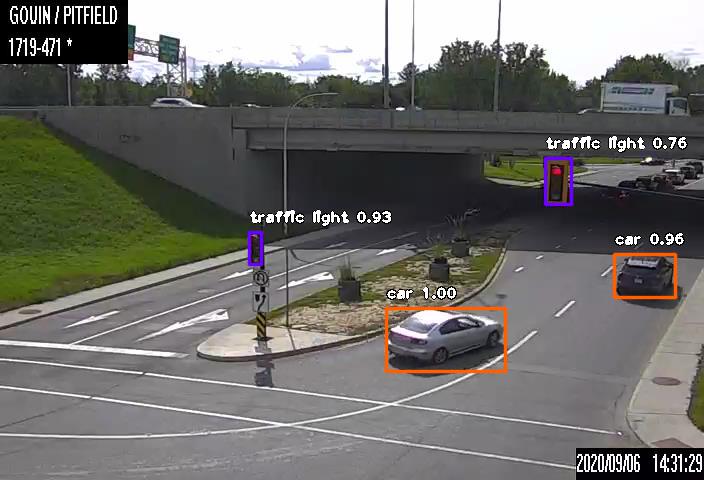 GOUIN / PITFIELD
1719-471 *
traffic light 0.76
traffic light 0.93
car 0.96
car 1.00
2020/09/06 14:31:29